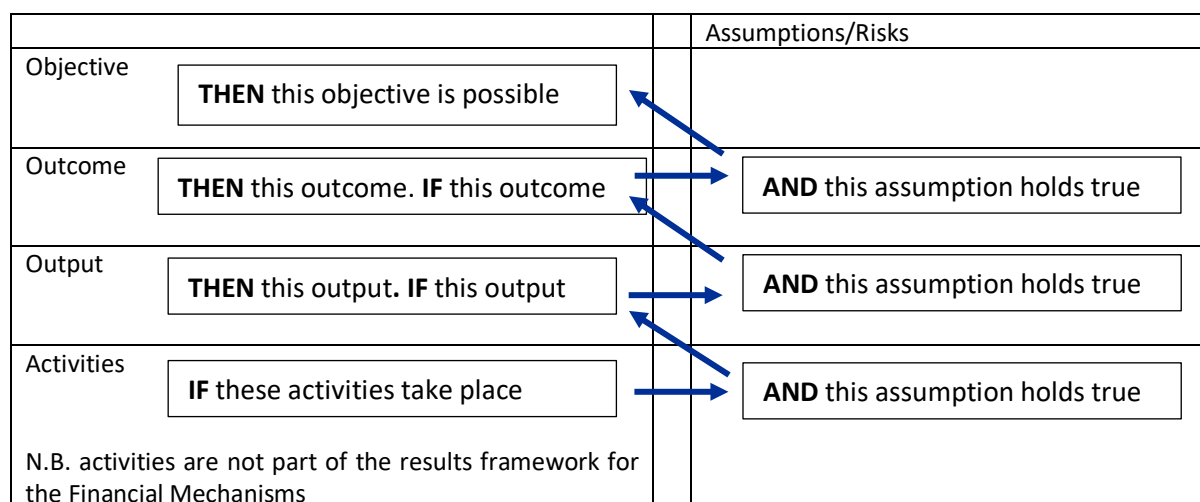 Assumptions/Risks
Objective
THEN this objective is possible
Outcome
THEN this outcome. IF this outcome
AND this assumption holds true
Output
THEN this output. IF this output
AND this assumption holds true
Activities
IF these activities take place
AND this assumption holds true
N.B. activities are not part of the results framework for
the Financial Mechanisms